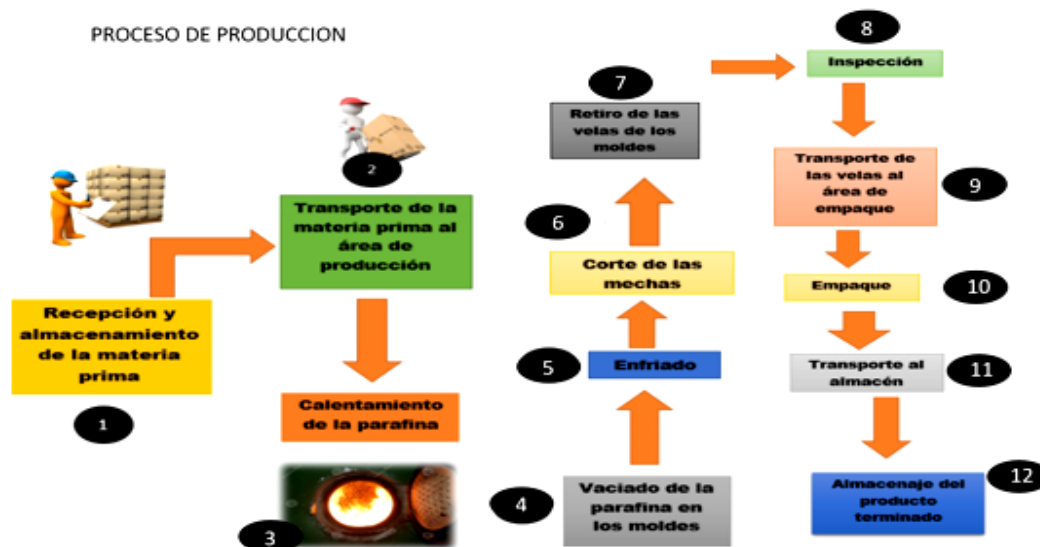 PROCESO DE PRODUCCION
1
Recepción y
almacenamiento
de la materia
prima
2
Transporte de la
materia prima al
área de
producción
3
Calentamiento
de la parafina
4
Vaciado de la
parafina en
los moldes
5
Enfriado
6
Corte de las
mechas
7
Retiro de las
velas de los
moldes
8
Inspección
9
Transporte de
las velas al
área de
empaque
10
Empaque
11
Transporte al
almacén
12
Almacenaje del
producto
terminado